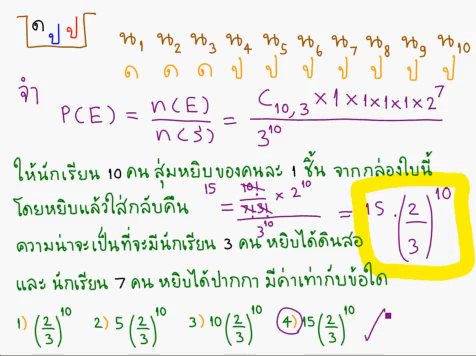 ด ป ป
น₁ น₂ น₃ น₄ น₅ น₆ น₇ น₈ น₉ น₁₀
ด ด ด ป ป ป ป ป ป ป
จำ
P(E) = n(E)/n(S) = C₁₀,₃ × 1 × 1 × 1 × 1 × 2⁷ / 3¹⁰
ให้นักเรียน 10 คน สุ่มหยิบของคนละ 1 ชิ้น จากกล่องใบนี้
โดยหยิบแล้วใส่กลับคืน 15 = 10!/7!3! × 2¹⁰ / 3¹⁰ = 15 · (2/3)¹⁰
ความน่าจะเป็นที่จะมีนักเรียน 3 คน หยิบได้ดินสอ
และ นักเรียน 7 คน หยิบได้ปากกา มีค่าเท่ากับข้อใด
1) (2/3)¹⁰ 2) 5(2/3)¹⁰ 3) 10(2/3)¹⁰ 4) 15(2/3)¹⁰